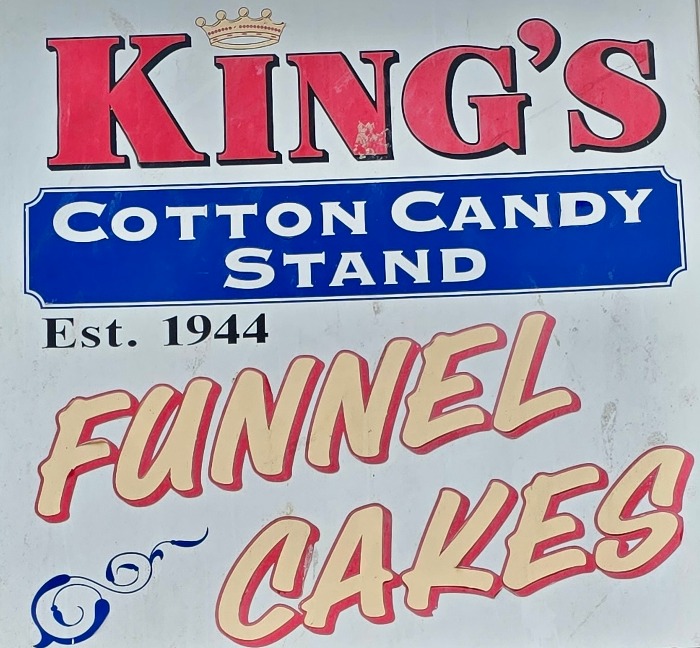 KING'S
COTTON CANDY
STAND
Est. 1944
FUNNEL
CAKES